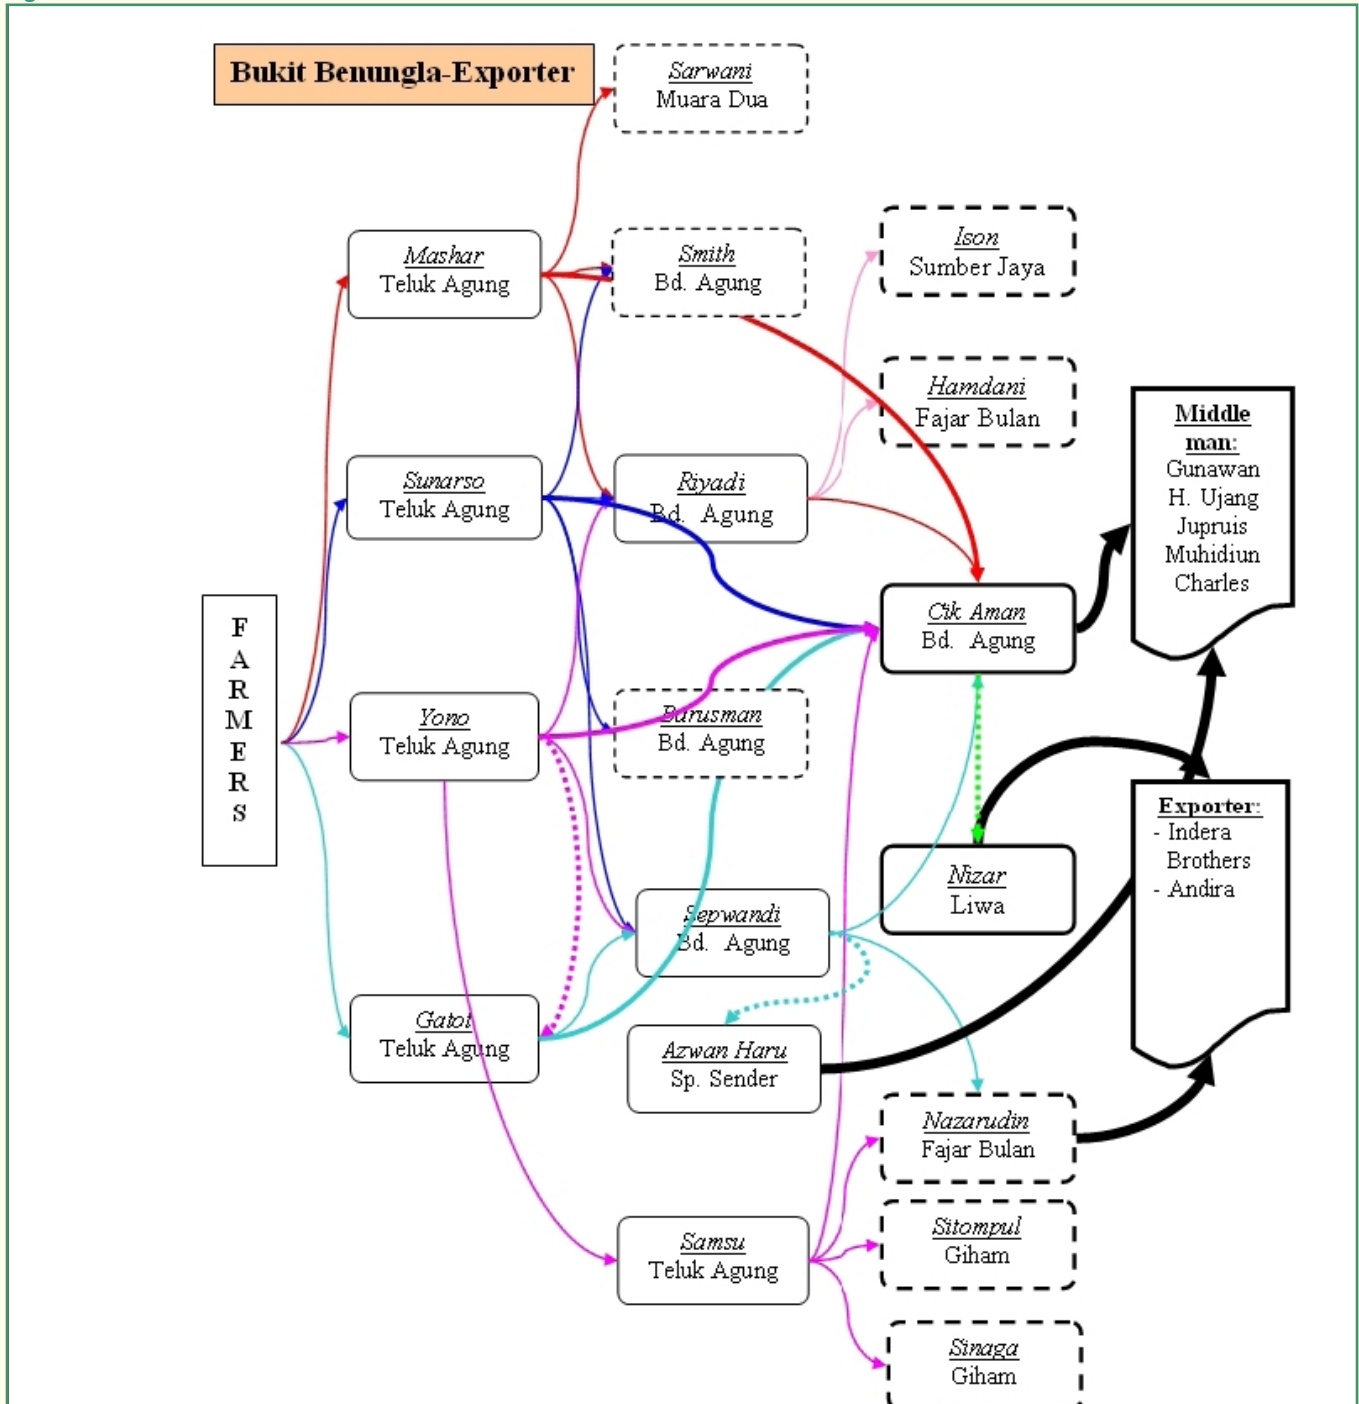 Bukit Benungla-Exporter
Sarwani
Muara Dua
Mashar
Teluk Agung
Smith
Bd. Agung
Ison
Sumber Jaya
Hamdani
Fajar Bulan
Middle
man:
Gunawan
H. Ujang
Jupruis
Muhidiun
Charles
Sunarso
Teluk Agung
Riyadi
Bd. Agung
Cik Aman
Bd. Agung
F
A
R
M
E
R
S
Yono
Teluk Agung
Barusman
Bd. Agung
Exporter:
- Indera
Brothers
- Andira
Nizar
Liwa
Sepwandi
Bd. Agung
Gatot
Teluk Agung
Azwan Haru
Sp. Sender
Nazarudin
Fajar Bulan
Samsu
Teluk Agung
Sitompul
Giham
Sinaga
Giham